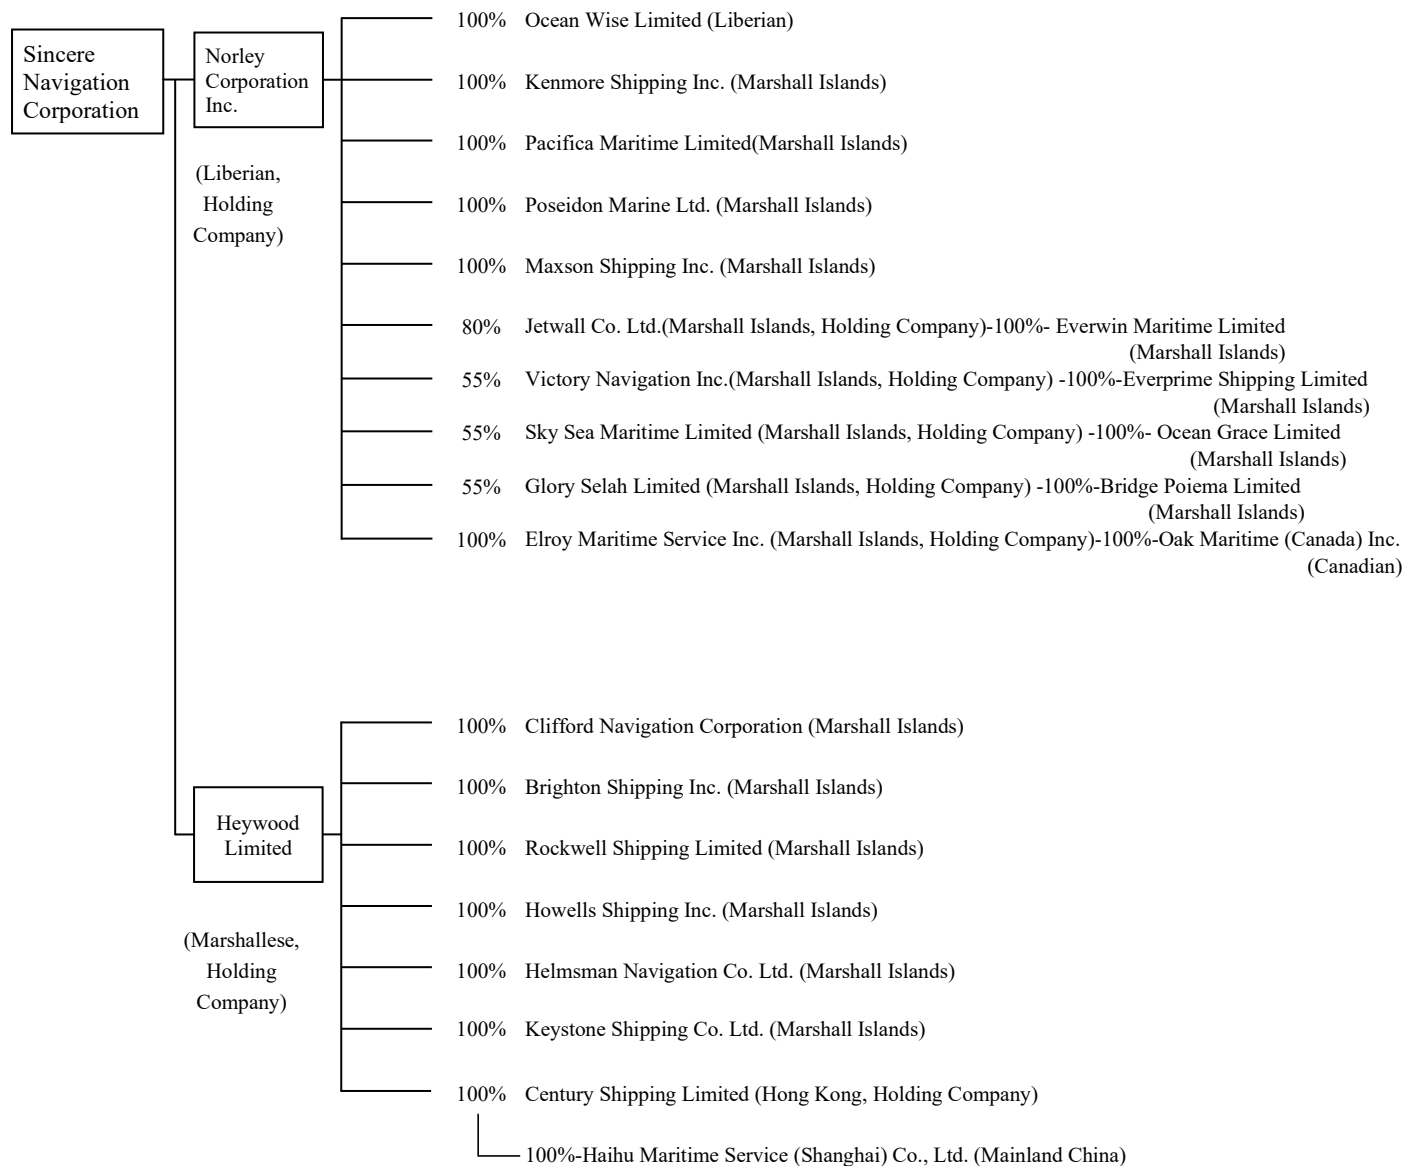 Sincere
Navigation
Corporation
Norley
Corporation
Inc.
(Liberian,
Holding
Company)
100% Ocean Wise Limited (Liberian)
100% Kenmore Shipping Inc. (Marshall Islands)
100% Pacifica Maritime Limited(Marshall Islands)
100% Poseidon Marine Ltd. (Marshall Islands)
100% Maxson Shipping Inc. (Marshall Islands)
80% Jetwall Co. Ltd.(Marshall Islands, Holding Company)-100%- Everwin Maritime Limited
(Marshall Islands)
55% Victory Navigation Inc.(Marshall Islands, Holding Company) -100%-Everprime Shipping Limited
(Marshall Islands)
55% Sky Sea Maritime Limited (Marshall Islands, Holding Company) -100%- Ocean Grace Limited
(Marshall Islands)
55% Glory Selah Limited (Marshall Islands, Holding Company) -100%-Bridge Poiema Limited
(Marshall Islands)
100% Elroy Maritime Service Inc. (Marshall Islands, Holding Company)-100%-Oak Maritime (Canada) Inc.
(Canadian)
Heywood
Limited
(Marshallese,
Holding
Company)
100% Clifford Navigation Corporation (Marshall Islands)
100% Brighton Shipping Inc. (Marshall Islands)
100% Rockwell Shipping Limited (Marshall Islands)
100% Howells Shipping Inc. (Marshall Islands)
100% Helmsman Navigation Co. Ltd. (Marshall Islands)
100% Keystone Shipping Co. Ltd. (Marshall Islands)
100% Century Shipping Limited (Hong Kong, Holding Company)
100%-Haihu Maritime Service (Shanghai) Co., Ltd. (Mainland China)